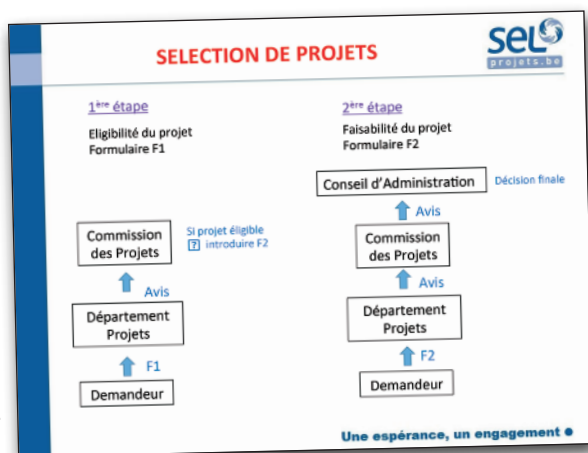 SELECTION DE PROJETS
sel
projets.be
1ère étape
Eligibilité du projet
Formulaire F1
Commission
des Projets
Si projet éligible
? introduire F2
Avis
Département
Projets
F1
Demandeur
2ère étape
Faisabilité du projet
Formulaire F2
Conseil d'Administration
Décision finale
Avis
Commission
des Projets
Avis
Département
Projets
F2
Demandeur
Une espérance, un engagement